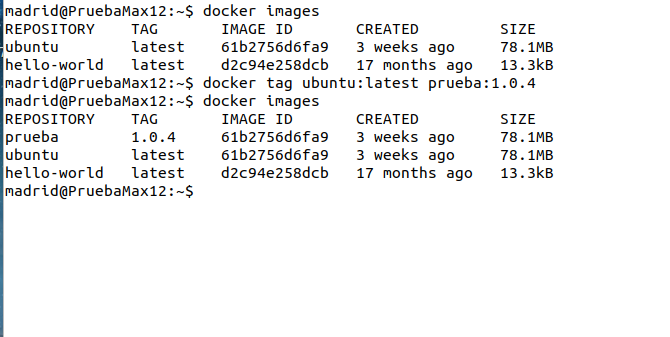 madrid@PruebaMax12:~$ docker images
REPOSITORY    TAG       IMAGE ID       CREATED         SIZE
ubuntu        latest    61b2756d6fa9   3 weeks ago     78.1MB
hello-world   latest    d2c94e258dcb   17 months ago   13.3kB
madrid@PruebaMax12:~$ docker tag ubuntu:latest prueba:1.0.4
madrid@PruebaMax12:~$ docker images
REPOSITORY    TAG       IMAGE ID       CREATED         SIZE
prueba        1.0.4     61b2756d6fa9   3 weeks ago     78.1MB
ubuntu        latest    61b2756d6fa9   3 weeks ago     78.1MB
hello-world   latest    d2c94e258dcb   17 months ago   13.3kB
madrid@PruebaMax12:~$